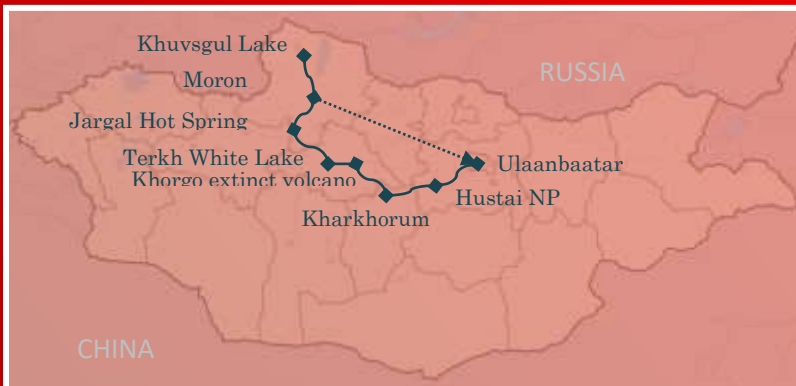 Khuvsgul Lake
RUSSIA
Moron
Jargal Hot Spring
Terkh White Lake
Ulaanbaatar
Khorgo extinct volcano
Hustai NP
Kharkhorum
CHINA